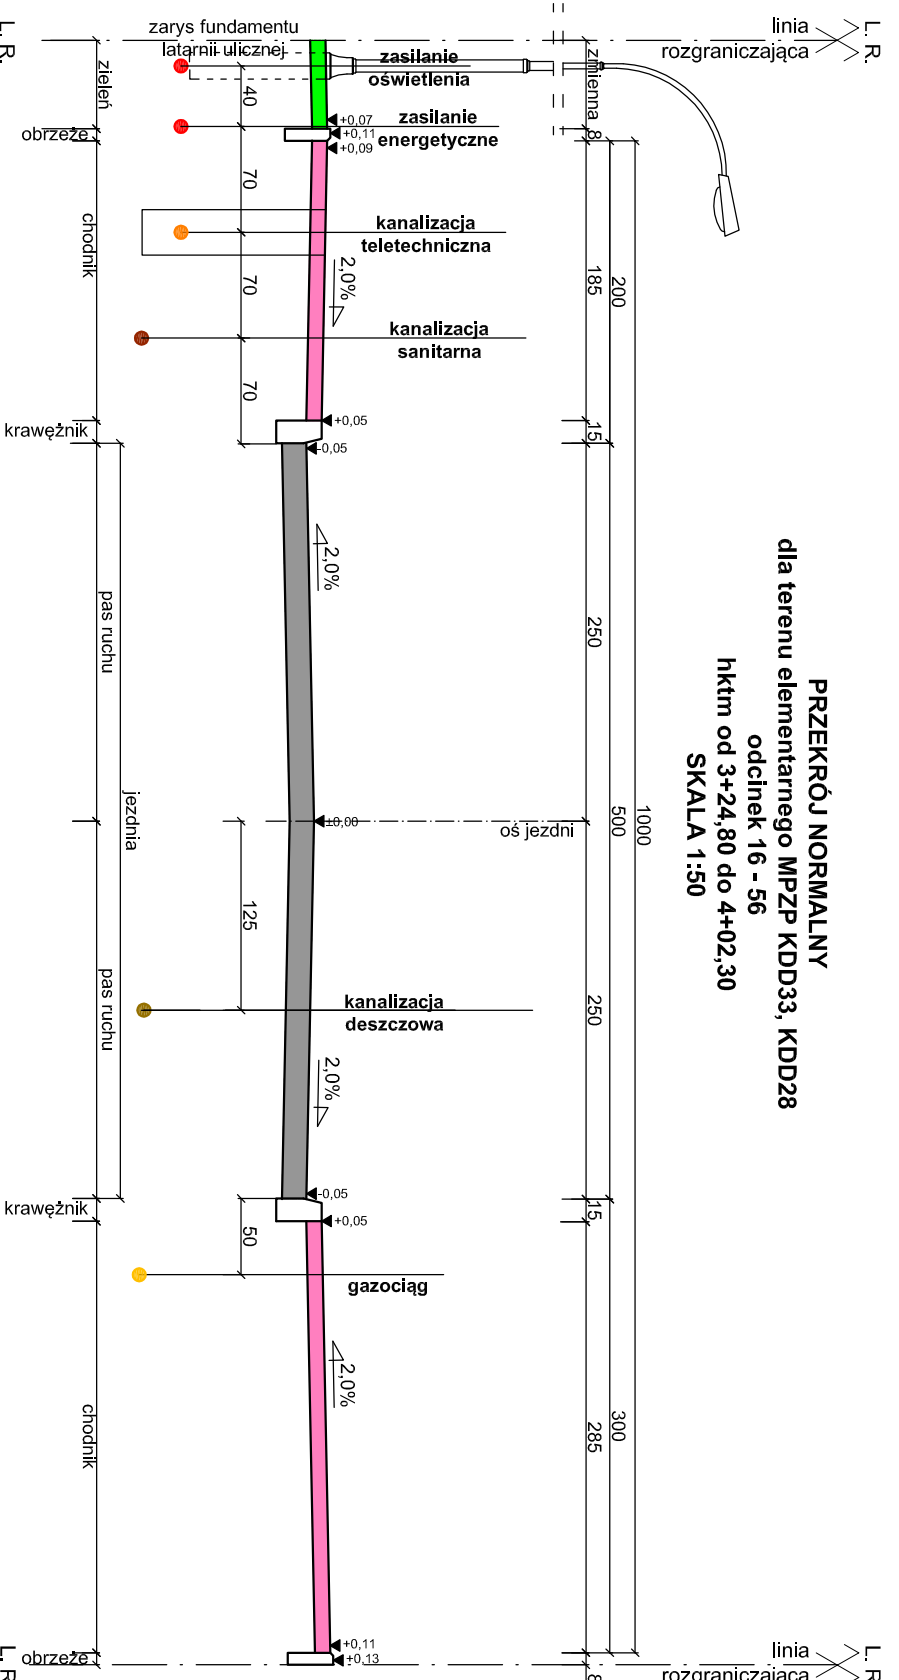 PRZEKRÓJ NORMALNY
dla terenu elementarnego MPZP KDD33, KDD28
odcinek 16 - 56
hktm od 3+24,80 do 4+02,30
SKALA 1:50
L. R.
L. R.
linia
rozgraniczająca
zarys fundamentu
latarnii ulicznej
zasilanie
oświetlenia
zasilanie
energetyczne
kanalizacja
teletechniczna
kanalizacja
sanitarna
oś jezdni
kanalizacja
deszczowa
gazociąg
zieleń
obrzeże
chodnik
krawężnik
pas ruchu
jezdnia
pas ruchu
krawężnik
chodnik
obrzeże
40
70
70
70
125
50
+0,07
+0,11
+0,09
2,0%
+0,05
-0,05
2,0%
±0,00
2,0%
-0,05
+0,05
2,0%
+0,11
+0,13
zmienna
8
185
15
250
250
15
285
8
200
500
300
1000
linia
rozgraniczająca
L. R.
L. R.